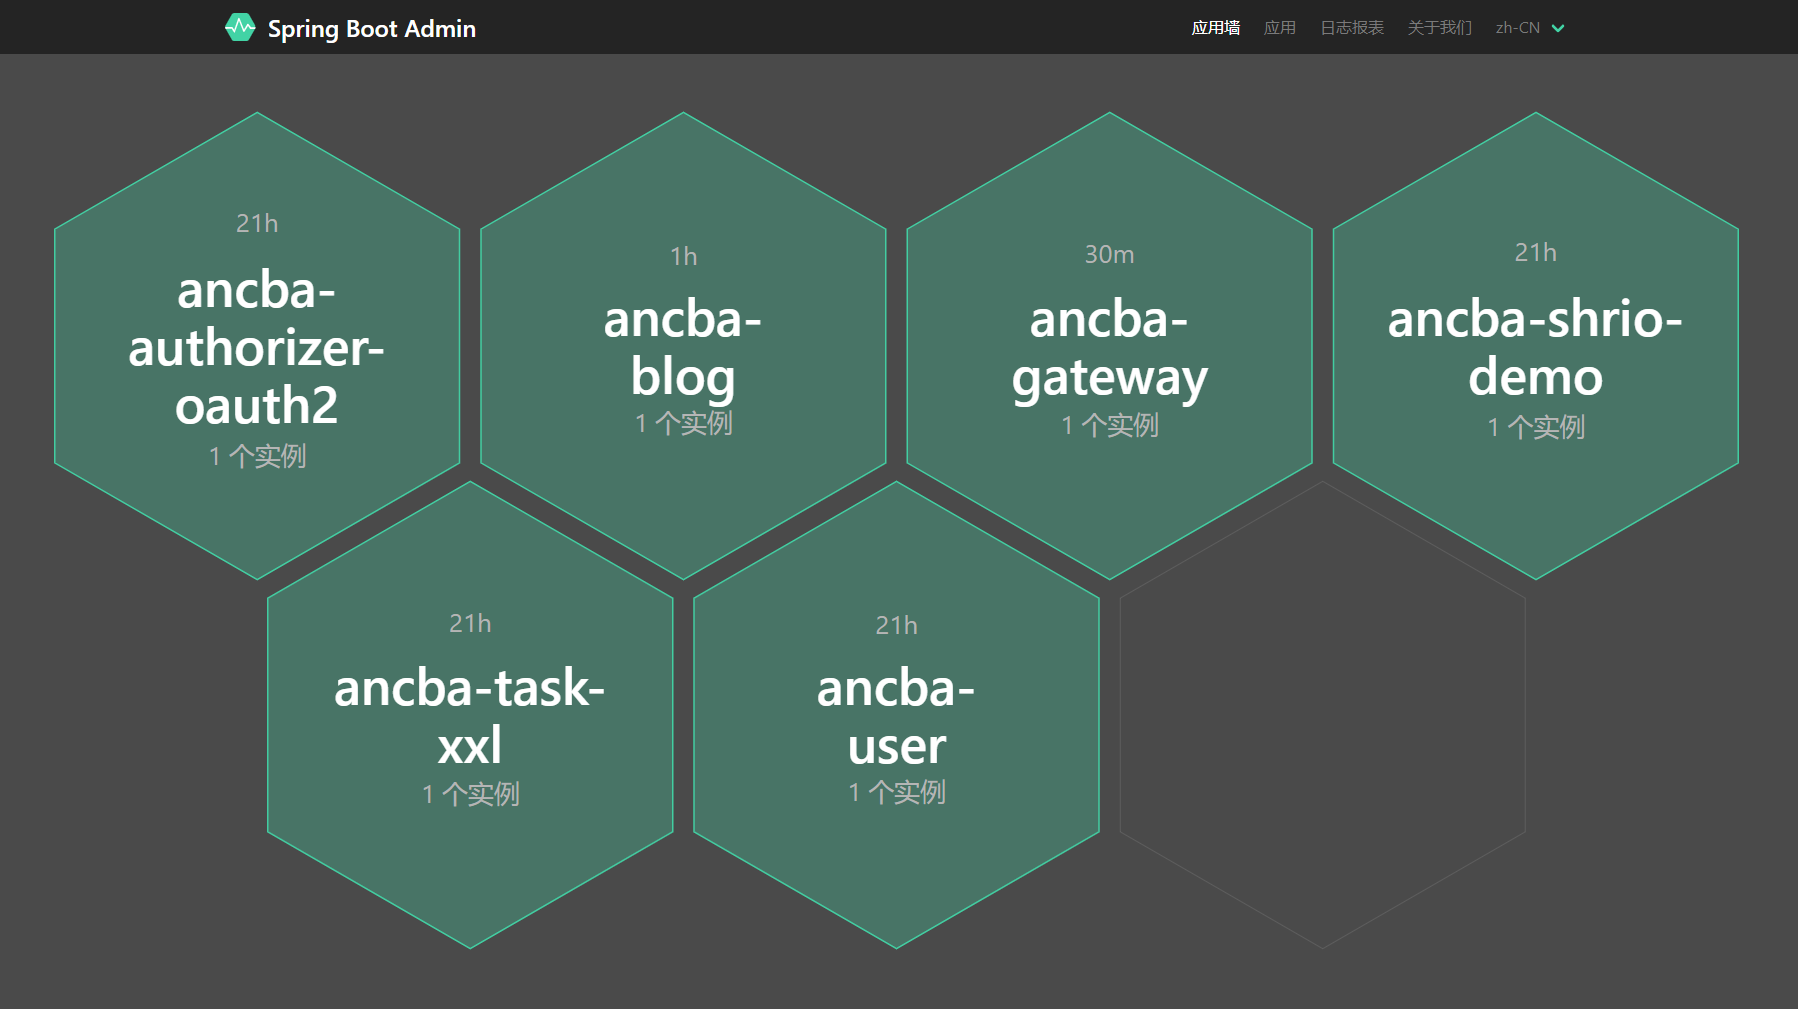 Spring Boot Admin
应用墙 应用 日志报表 关于我们 zh-CN
21h
ancba-
authorizer-
oauth2
1 个实例
1h
ancba-
blog
1 个实例
30m
ancba-
gateway
1 个实例
21h
ancba-shrio-
demo
1 个实例
21h
ancba-task-
xxl
1 个实例
21h
ancba-
user
1 个实例